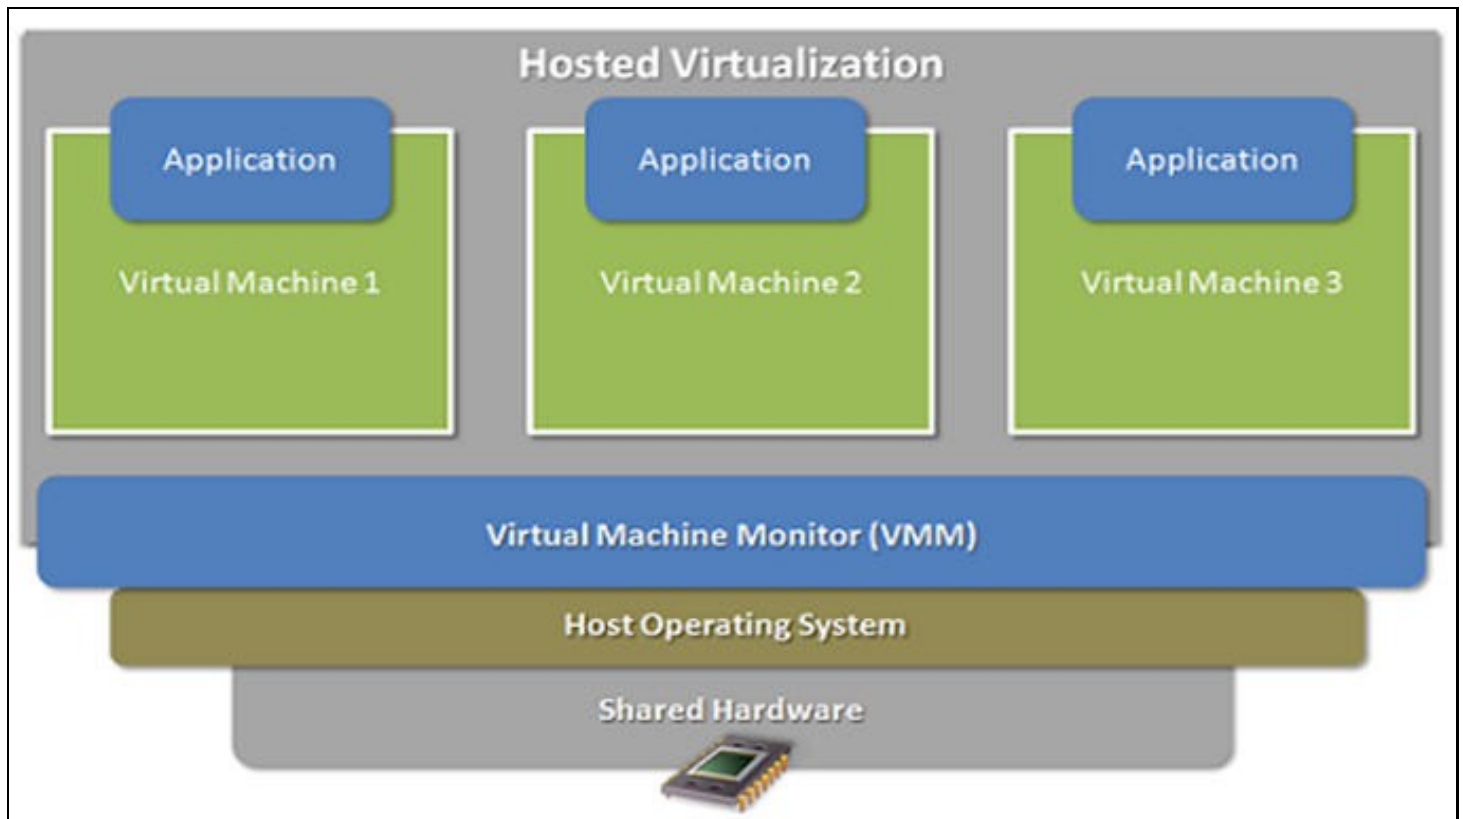 Hosted Virtualization
Application
Application
Application
Virtual Machine 1
Virtual Machine 2
Virtual Machine 3
Virtual Machine Monitor (VMM)
Host Operating System
Shared Hardware